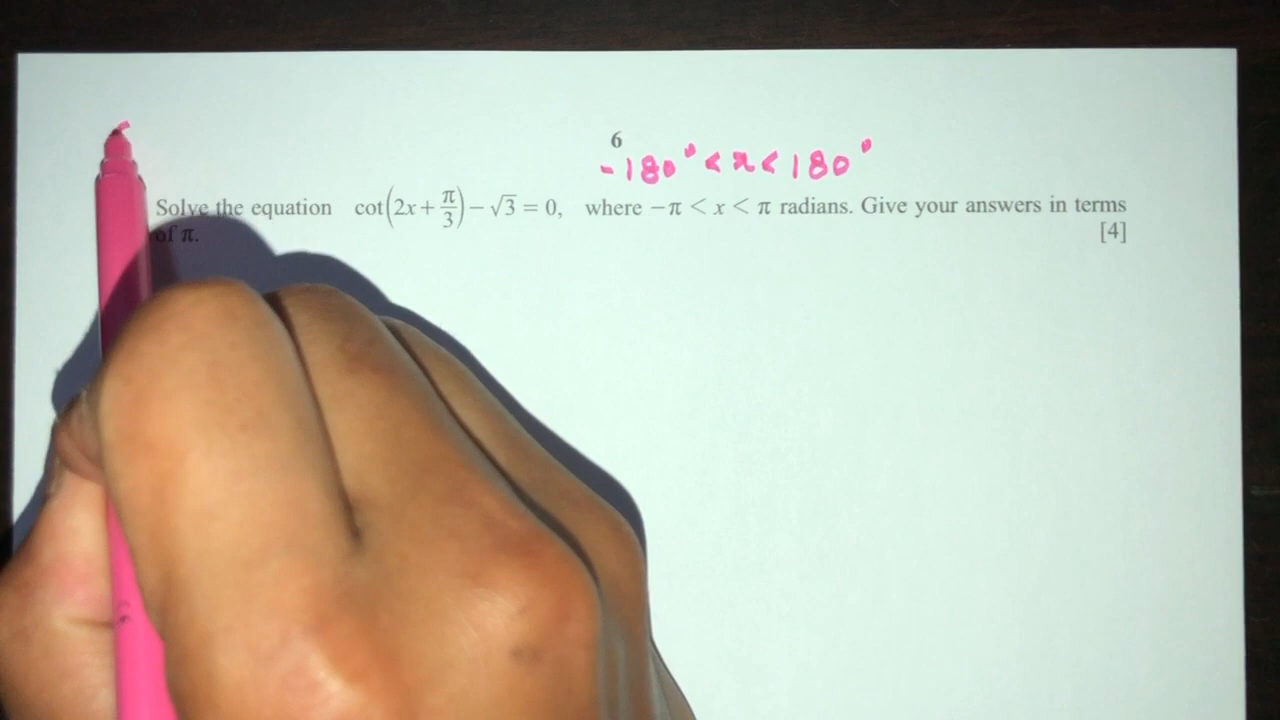 6
-180° < x < 180°
Solve the equation cot(2x + π/3) − √3 = 0, where −π < x < π radians. Give your answers in terms
of π. [4]